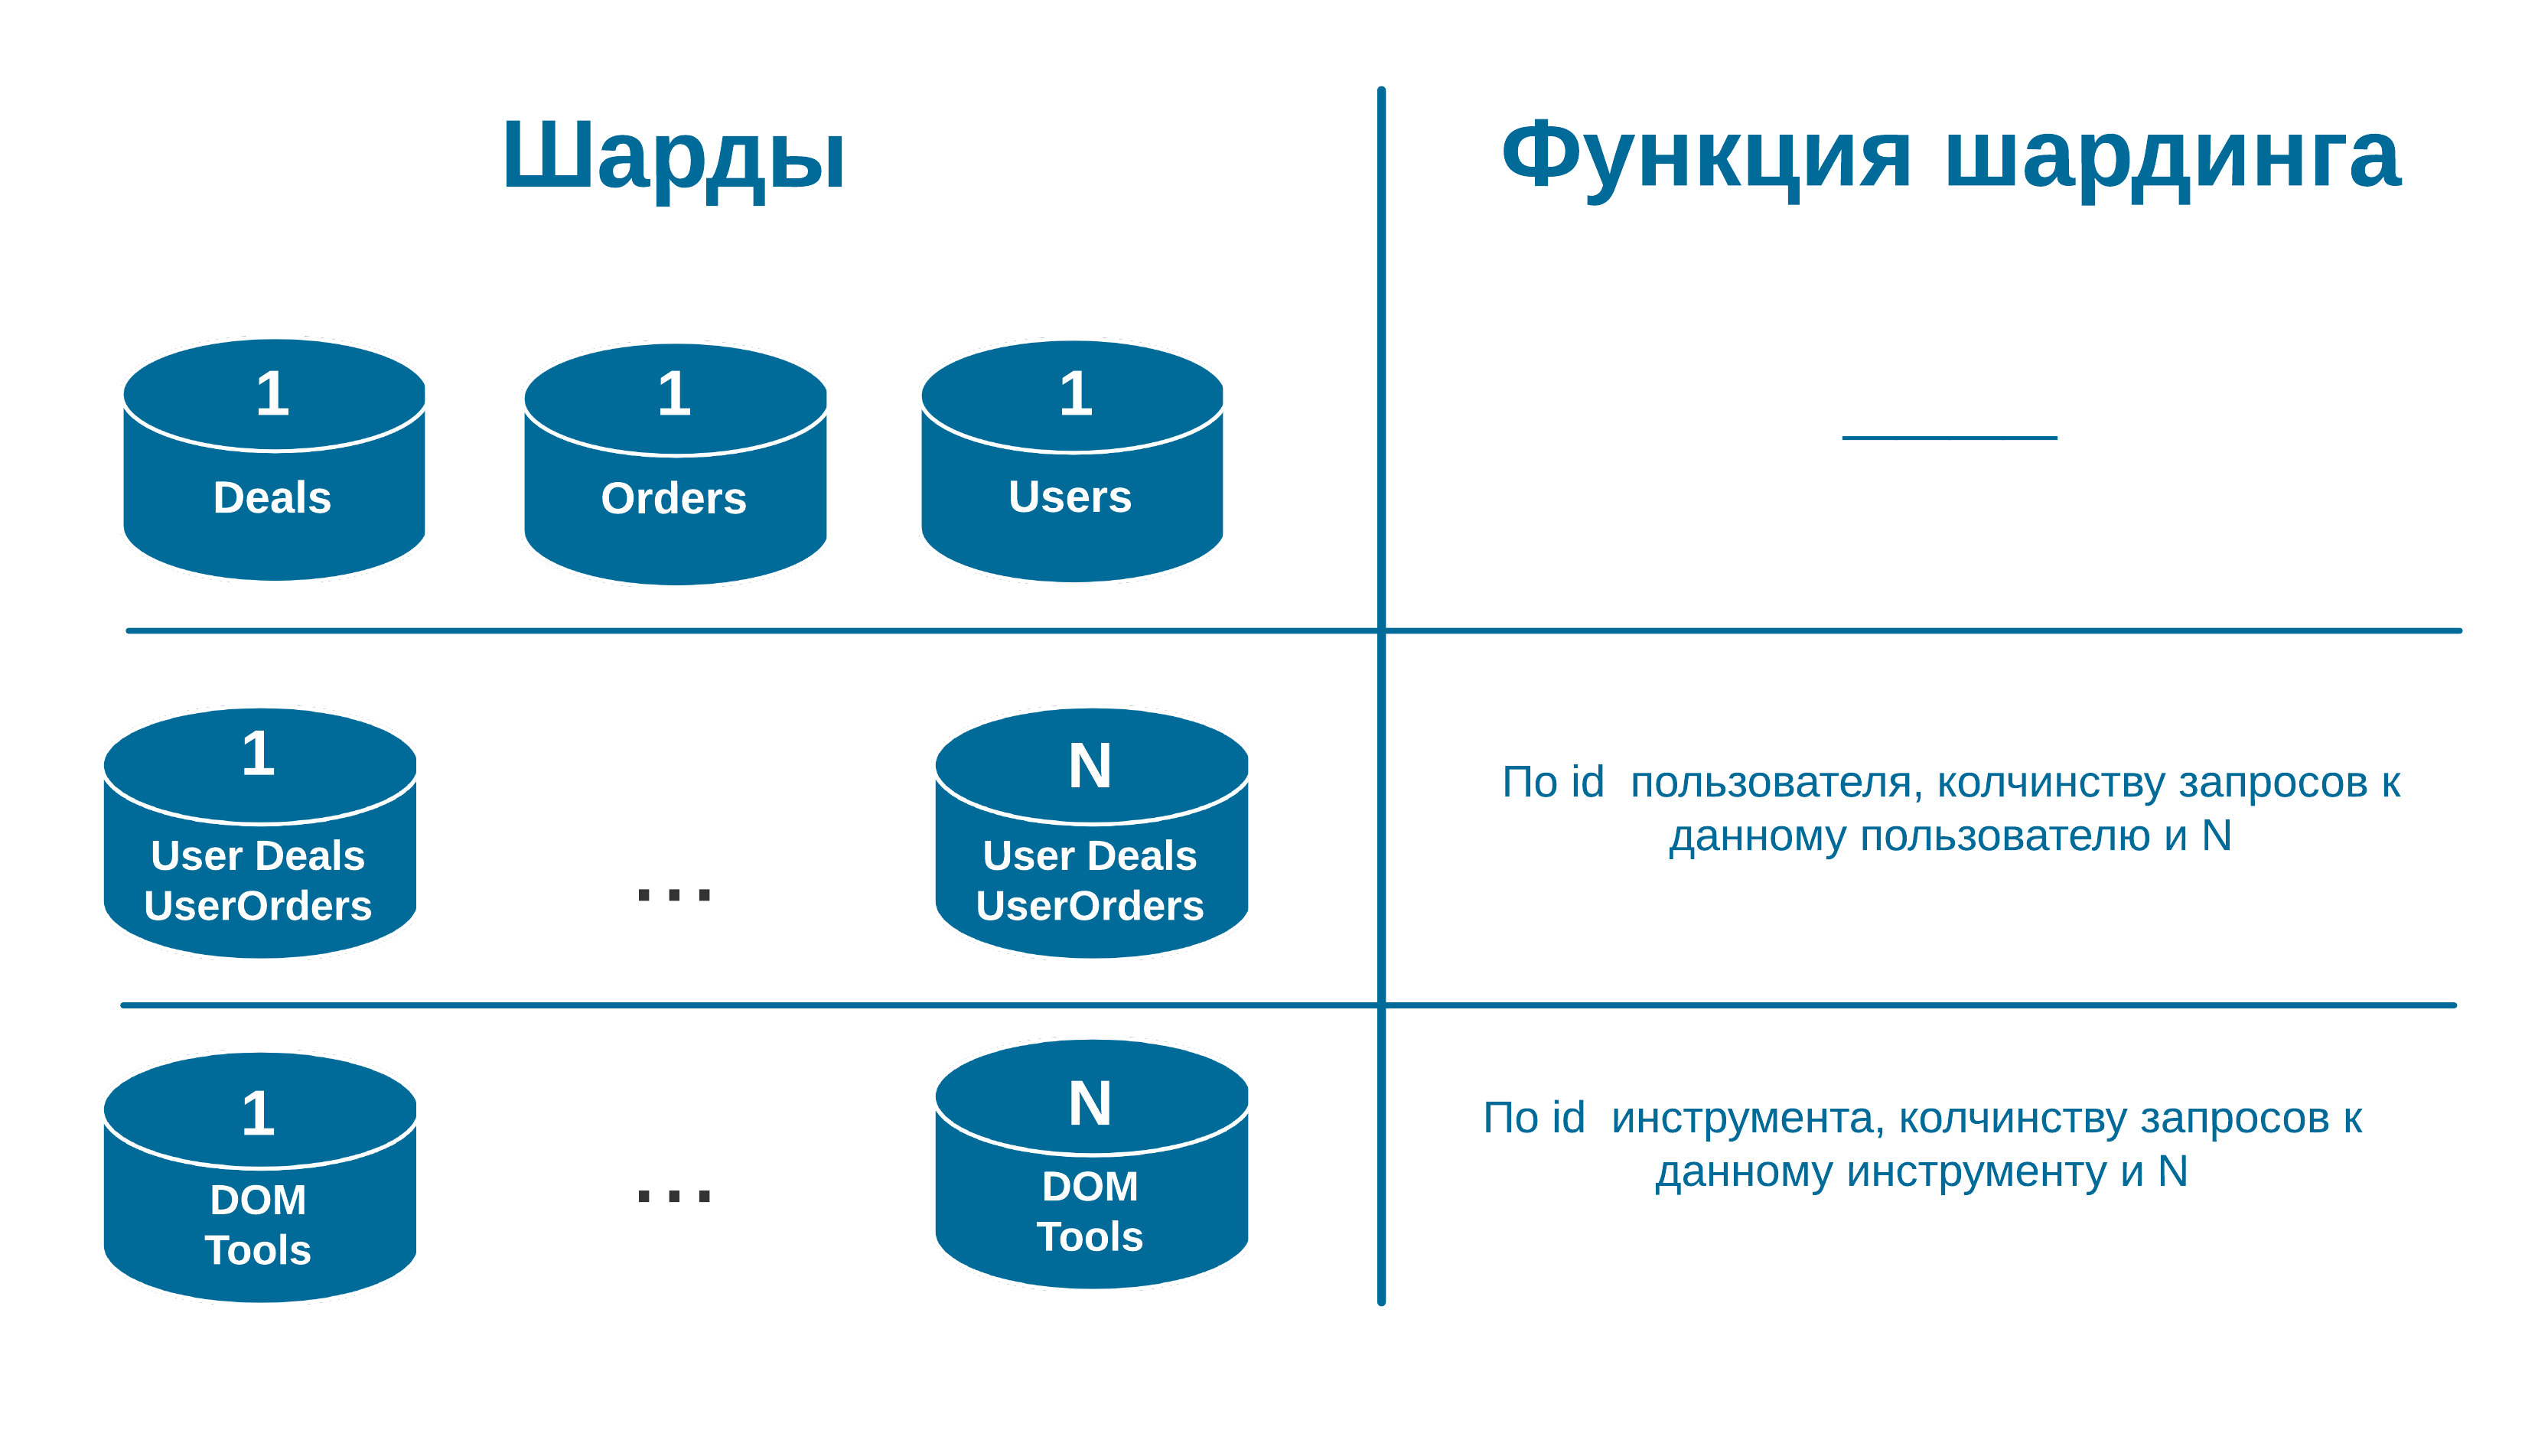 Шарды
Функция шардинга
1
Deals
1
Orders
1
Users
1
User Deals
UserOrders
...
N
User Deals
UserOrders
По id  пользователя, колчинству запросов к
данному пользователю и N
1
DOM
Tools
...
N
DOM
Tools
По id  инструмента, колчинству запросов к
данному инструменту и N